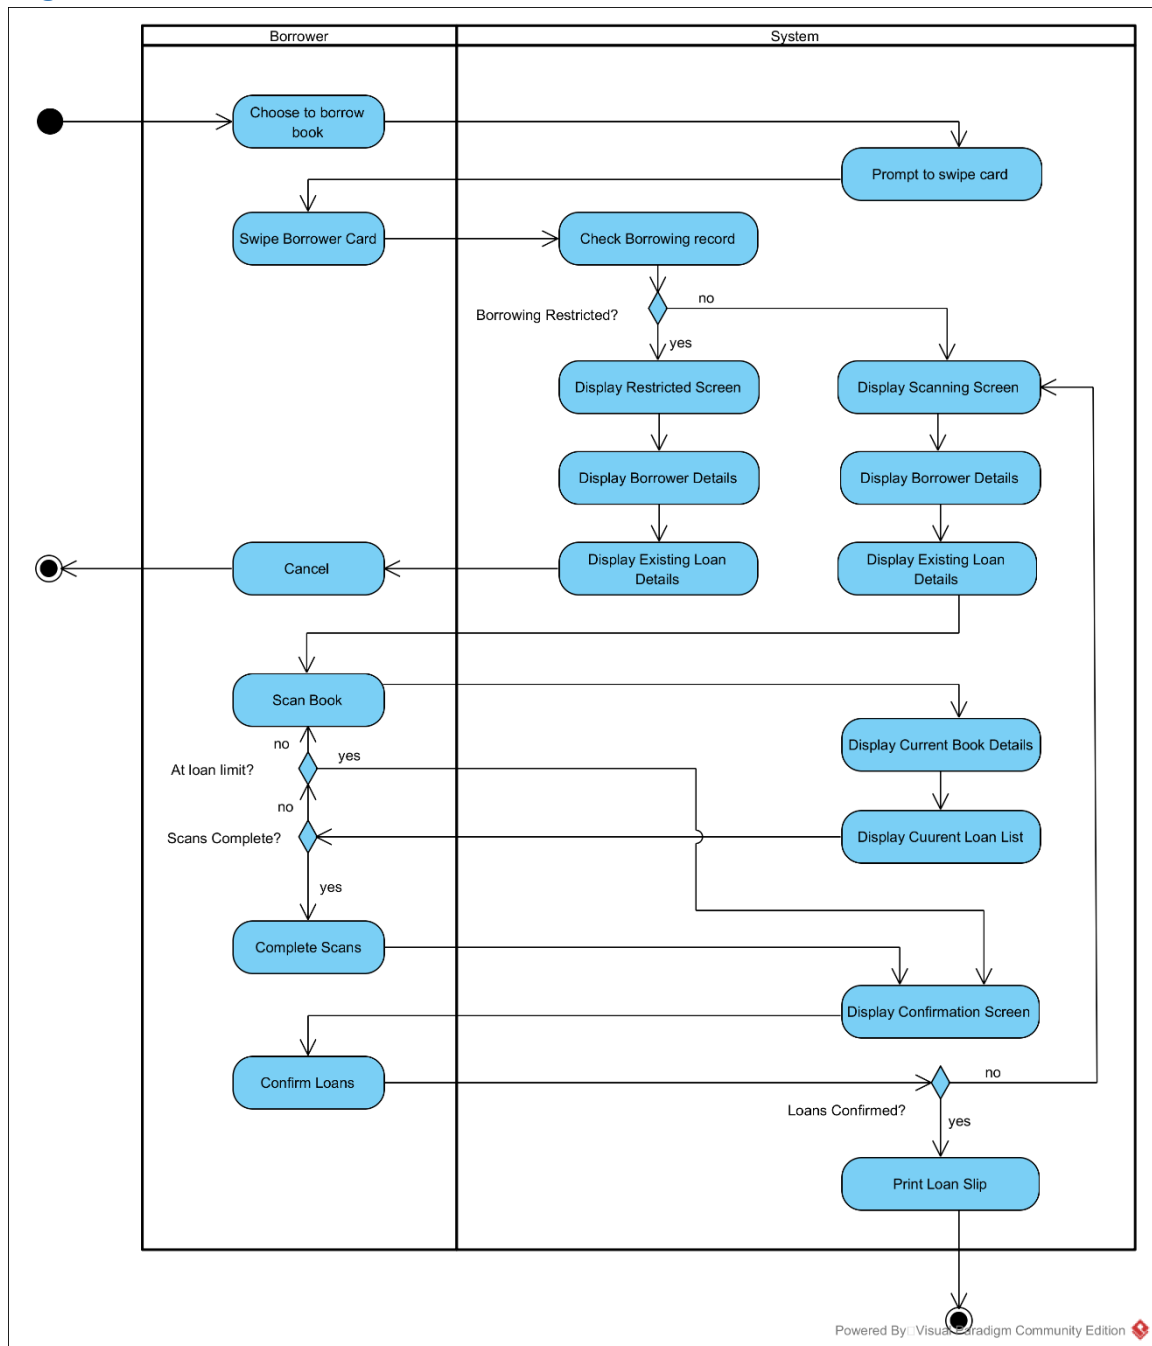 Borrower
System
Choose to borrow
book
Prompt to swipe card
Swipe Borrower Card
Check Borrowing record
no
Borrowing Restricted?
yes
Display Restricted Screen
Display Scanning Screen
Display Borrower Details
Display Borrower Details
Cancel
Display Existing Loan
Details
Display Existing Loan
Details
Scan Book
no
yes
Display Current Book Details
At loan limit?
no
Scans Complete?
Display Cuurent Loan List
yes
Complete Scans
Display Confirmation Screen
Confirm Loans
no
Loans Confirmed?
yes
Print Loan Slip
Powered By Visual Paradigm Community Edition